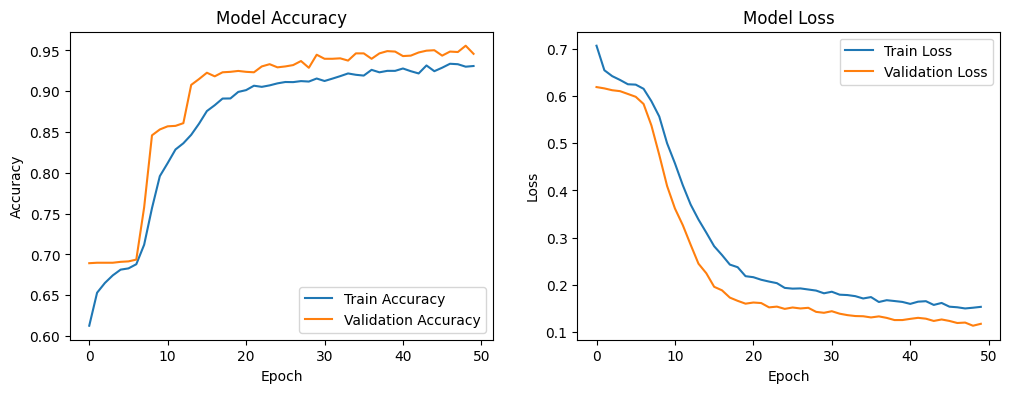 Model Accuracy
Accuracy
0.95
0.90
0.85
0.80
0.75
0.70
0.65
0.60
Train Accuracy
Validation Accuracy
0 10 20 30 40 50
Epoch
Model Loss
Loss
0.7
0.6
0.5
0.4
0.3
0.2
0.1
Train Loss
Validation Loss
0 10 20 30 40 50
Epoch